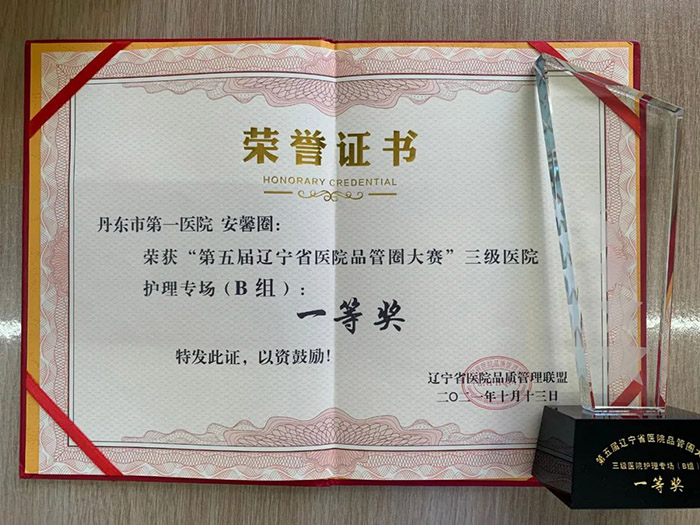 荣誉证书
HONORARY CREDENTIAL
丹东市第一医院 安馨圈：
荣获“第五届辽宁省医院品管圈大赛”三级医院
护理专场（B 组）：
一等奖
特发此证，以资鼓励！
辽宁省医院品质管理联盟
二〇二一年十月十三日
第五届辽宁省医院品管圈大
三级医院护理专场（B组）
一等奖